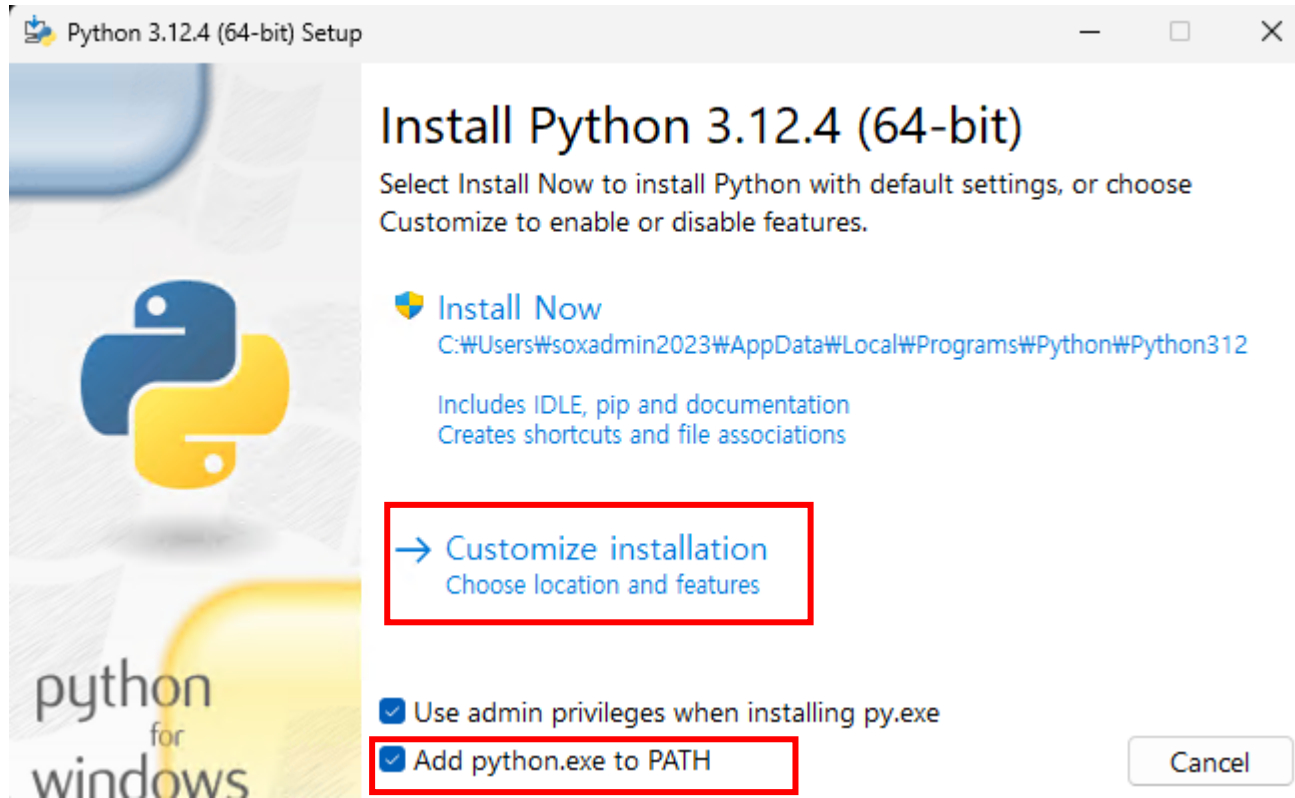 Python 3.12.4 (64-bit) Setup
Install Python 3.12.4 (64-bit)
Select Install Now to install Python with default settings, or choose
Customize to enable or disable features.
Install Now
C:₩Users₩soxadmin2023₩AppData₩Local₩Programs₩Python₩Python312
Includes IDLE, pip and documentation
Creates shortcuts and file associations
Customize installation
Choose location and features
Use admin privileges when installing py.exe
Add python.exe to PATH
Cancel
python
for
windows